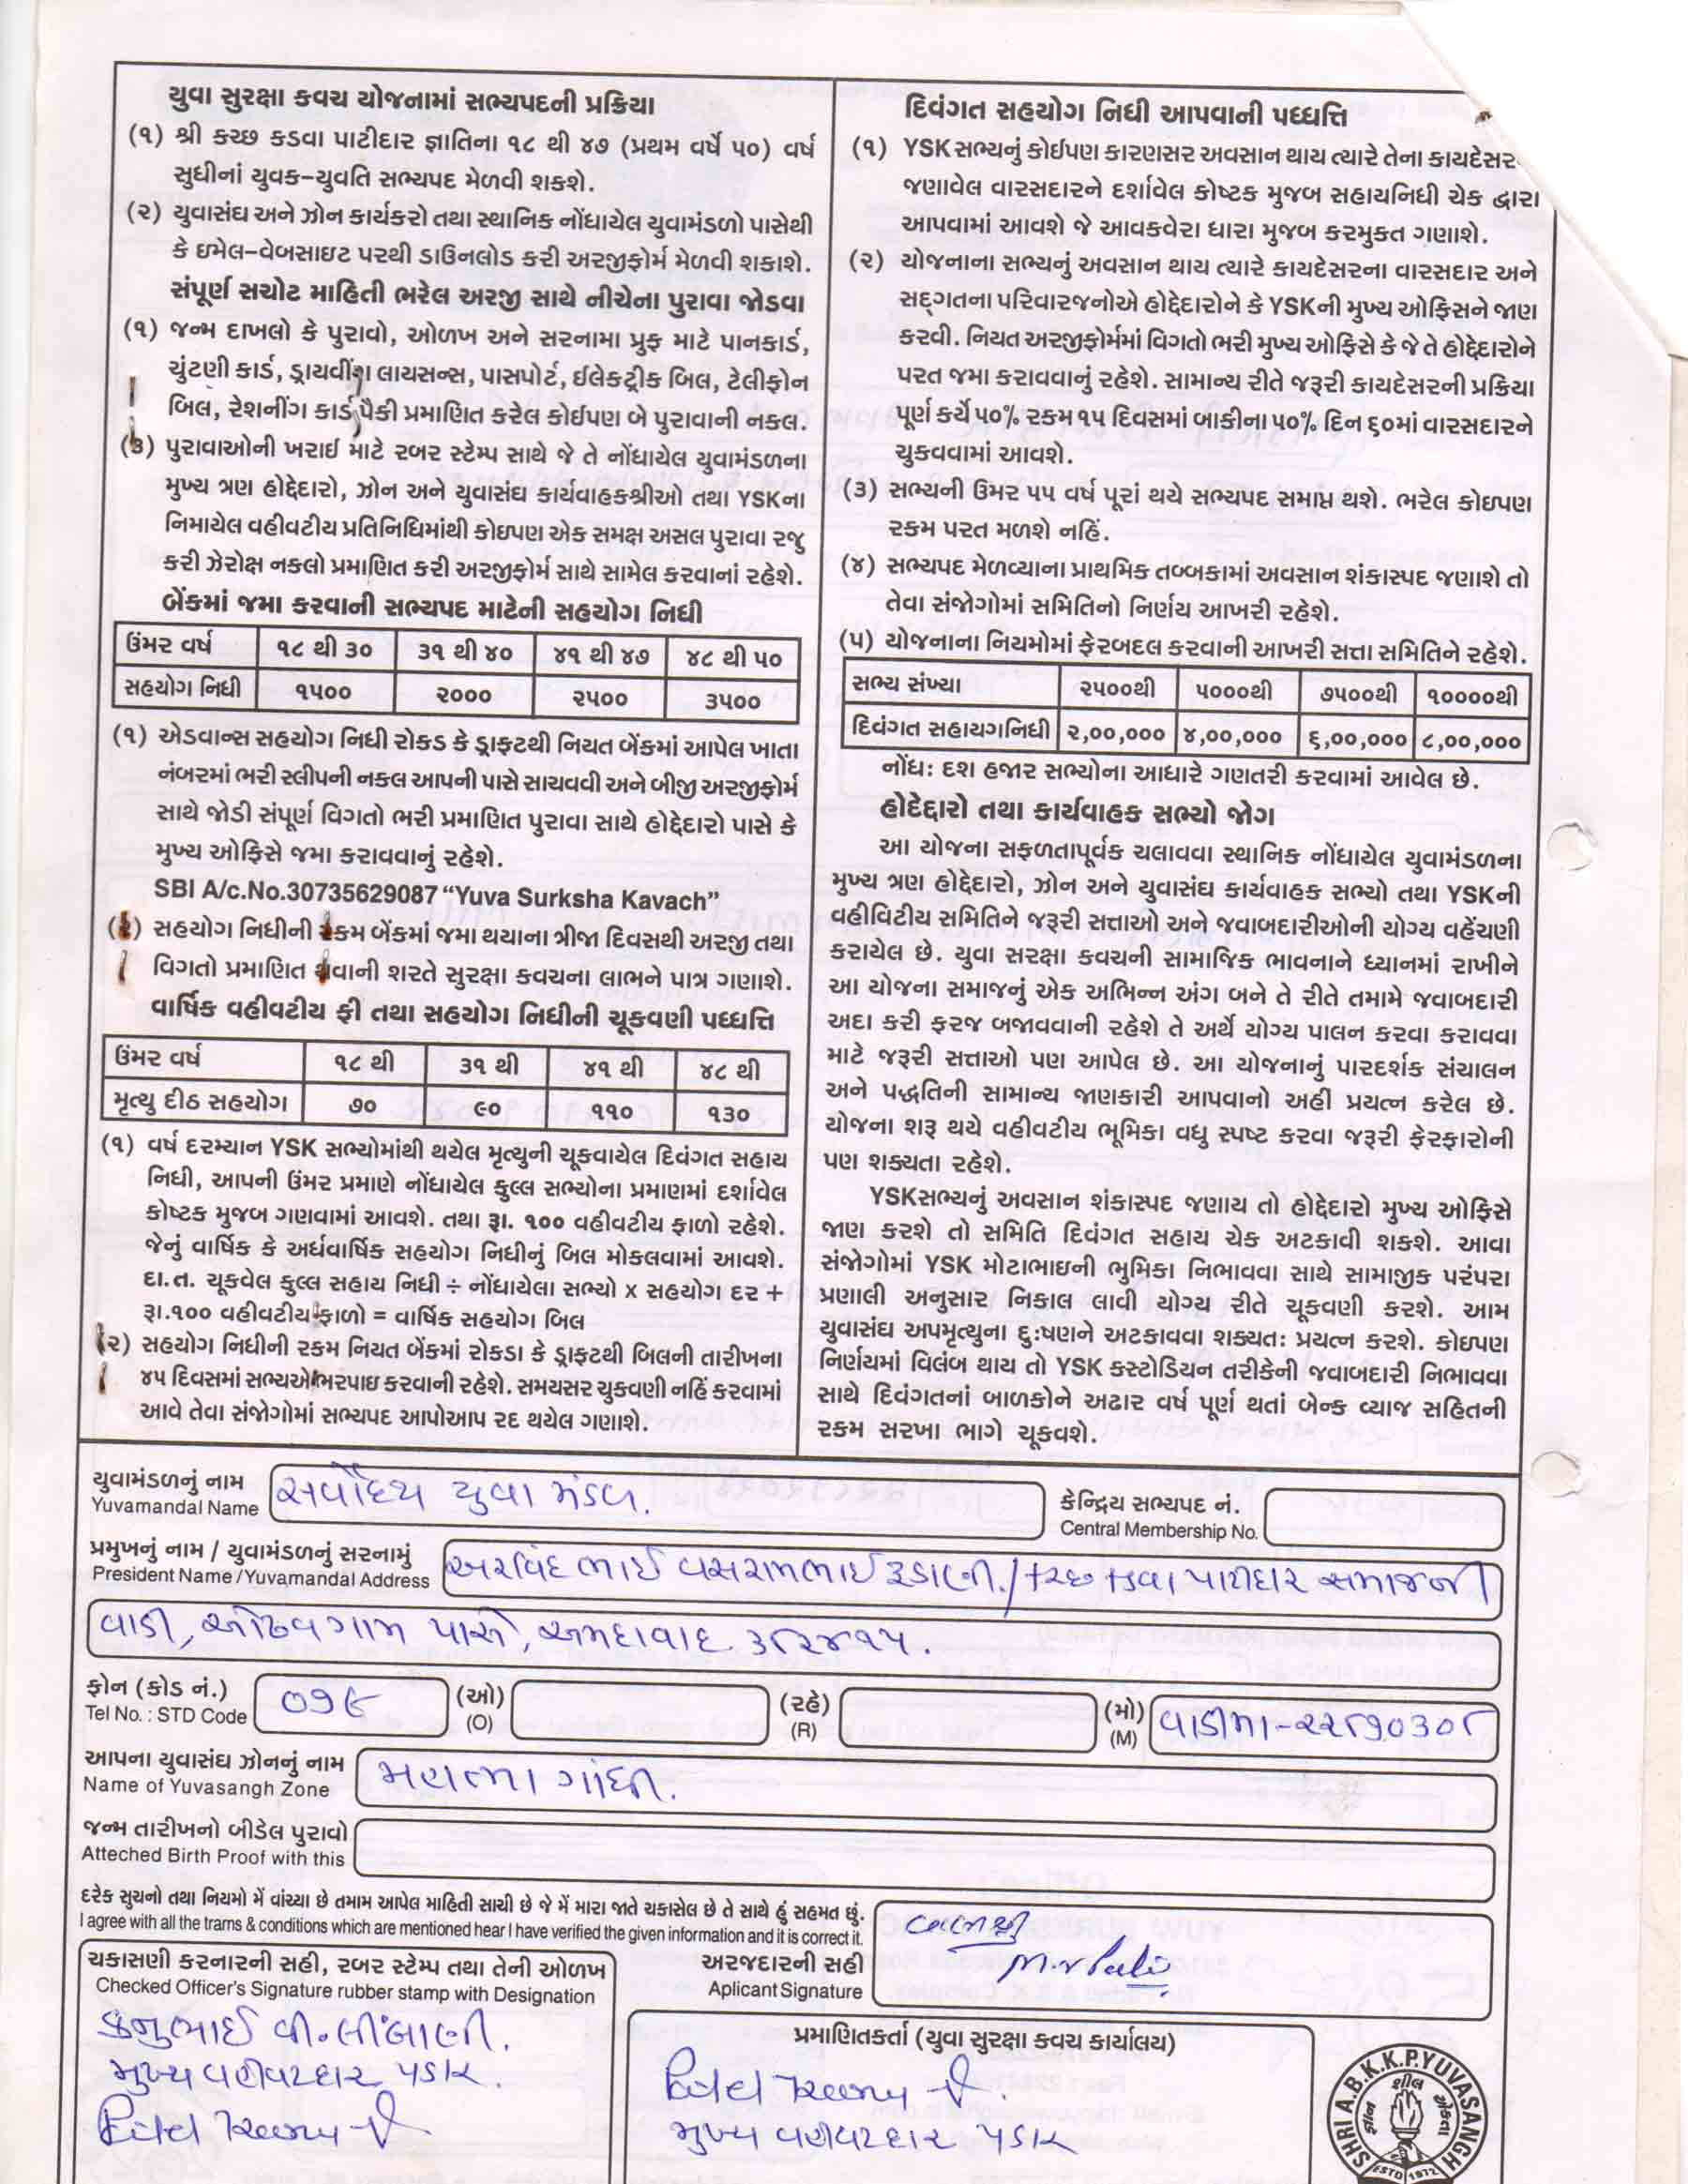 યુવા સુરક્ષા કવચ યોજનામાં સભ્યપદની પ્રક્રિયા
(૧) શ્રી કચ્છ કડવા પાટીદાર જ્ઞાતિના ૧૮ થી ૪૭ (પ્રથમ વર્ષે ૫૦) વર્ષ
સુધીનાં યુવક–યુવતિ સભ્યપદ મેળવી શકશે.
(૨) યુવાસંઘ અને ઝોન કાર્યકરો તથા સ્થાનિક નોંધાયેલ યુવામંડળો પાસેથી
કે ઇમેલ–વેબસાઇટ પરથી ડાઉનલોડ કરી અરજીફોર્મ મેળવી શકાશે.
સંપૂર્ણ સચોટ માહિતી ભરેલ અરજી સાથે નીચેના પુરાવા જોડવા
(૧) જન્મ દાખલો કે પુરાવો, ઓળખ અને સરનામા પ્રુફ માટે પાનકાર્ડ,
ચુંટણી કાર્ડ, ડ્રાયવીંગ લાયસન્સ, પાસપોર્ટ, ઈલેકટ્રીક બિલ, ટેલીફોન
બિલ, રેશનીંગ કાર્ડ પૈકી પ્રમાણિત કરેલ કોઈપણ બે પુરાવાની નકલ.
પુરાવાઓની ખરાઈ માટે રબર સ્ટેમ્પ સાથે જે તે નોંધાયેલ યુવામંડળના
મુખ્ય ત્રણ હોદ્દેદારો, ઝોન અને યુવાસંઘ કાર્યવાહકશ્રીઓ તથા YSKના
નિમાયેલ વહીવટીય પ્રતિનિધિમાંથી કોઇપણ એક સમક્ષ અસલ પુરાવા રજુ
કરી ઝેરોક્ષ નકલો પ્રમાણિત કરી અરજીફોર્મ સાથે સામેલ કરવાનાં રહેશે.
બેંકમાં જમા કરવાની સભ્યપદ માટેની સહયોગ નિધી
ઉંમર વર્ષ ૧૮ થી ૩૦ ૩૧ થી ૪૦ ૪૧ થી ૪૭ ૪૮ થી ૫૦
સહયોગ નિધી ૧૫૦૦ ૨૦૦૦ ૨૫૦૦ ૩૫૦૦
(૧) એડવાન્સ સહયોગ નિધી રોકડ કે ડ્રાફટથી નિયત બેંકમાં આપેલ ખાતા
નંબરમાં ભરી સ્લીપની નકલ આપની પાસે સાચવવી અને બીજી અરજીફોર્મ
સાથે જોડી સંપૂર્ણ વિગતો ભરી પ્રમાણિત પુરાવા સાથે હોદ્દેદારો પાસે કે
મુખ્ય ઓફિસે જમા કરાવવાનું રહેશે.
SBI A/c.No.30735629087 “Yuva Surksha Kavach”
સહયોગ નિધીની રકમ બેંકમાં જમા થયાના ત્રીજા દિવસથી અરજી તથા
વિગતો પ્રમાણિત થવાની શરતે સુરક્ષા કવચના લાભને પાત્ર ગણાશે.
વાર્ષિક વહીવટીય ફી તથા સહયોગ નિધીની ચૂકવણી પધ્ધતિ
ઉંમર વર્ષ ૧૮ થી ૩૧ થી ૪૧ થી ૪૮ થી
મૃત્યુ દીઠ સહયોગ ૭૦ ૯૦ ૧૧૦ ૧૩૦
(૧) વર્ષ દરમ્યાન YSK સભ્યોમાંથી થયેલ મૃત્યુની ચૂકવાયેલ દિવંગત સહાય
નિધી, આપની ઉંમર પ્રમાણે નોંધાયેલ કુલ્લ સભ્યોના પ્રમાણમાં દર્શાવેલ
કોષ્ટક મુજબ ગણવામાં આવશે. તથા રૂા. ૧૦૦ વહીવટીય ફાળો રહેશે.
જેનું વાર્ષિક કે અર્ધવાર્ષિક સહયોગ નિધીનું બિલ મોકલવામાં આવશે.
દા.ત. ચૂકવેલ કુલ્લ સહાય નિધી ÷ નોંધાયેલા સભ્યો x સહયોગ દર +
રૂા.૧૦૦ વહીવટીય ફાળો = વાર્ષિક સહયોગ બિલ
(૨) સહયોગ નિધીની રકમ નિયત બેંકમાં રોકડા કે ડ્રાફટથી બિલની તારીખના
૪૫ દિવસમાં સભ્યએ ભરપાઇ કરવાની રહેશે. સમયસર ચુકવણી નહિં કરવામાં
આવે તેવા સંજોગોમાં સભ્યપદ આપોઆપ રદ થયેલ ગણાશે.
દિવંગત સહયોગ નિધી આપવાની પધ્ધતિ
(૧) YSK સભ્યનું કોઈપણ કારણસર અવસાન થાય ત્યારે તેના કાયદેસર
જણાવેલ વારસદારને દર્શાવેલ કોષ્ટક મુજબ સહાયનિધી ચેક દ્વારા
આપવામાં આવશે જે આવકવેરા ધારા મુજબ કરમુકત ગણાશે.
(૨) યોજનાના સભ્યનું અવસાન થાય ત્યારે કાયદેસરના વારસદાર અને
સદ્‌ગતના પરિવારજનોએ હોદ્દેદારોને કે YSKની મુખ્ય ઓફિસને જાણ
કરવી. નિયત અરજીફોર્મમાં વિગતો ભરી મુખ્ય ઓફિસે કે જે તે હોદ્દેદારોને
પરત જમા કરાવવાનું રહેશે. સામાન્ય રીતે જરૂરી કાયદેસરની પ્રક્રિયા
પૂર્ણ કર્યે ૫૦% રકમ ૧૫ દિવસમાં બાકીના ૫૦% દિન ૬૦માં વારસદારને
ચુકવવામાં આવશે.
(૩) સભ્યની ઉંમર ૫૫ વર્ષ પૂરાં થયે સભ્યપદ સમાપ્ત થશે. ભરેલ કોઇપણ
રકમ પરત મળશે નહિં.
(૪) સભ્યપદ મેળવ્યાના પ્રાથમિક તબ્બકામાં અવસાન શંકાસ્પદ જણાશે તો
તેવા સંજોગોમાં સમિતિનો નિર્ણય આખરી રહેશે.
(૫) યોજનાના નિયમોમાં ફેરબદલ કરવાની આખરી સત્તા સમિતિને રહેશે.
સભ્ય સંખ્યા ૨૫૦૦થી ૫૦૦૦થી ૭૫૦૦થી ૧૦૦૦૦થી
દિવંગત સહાયગનિધી ૨,૦૦,૦૦૦ ૪,૦૦,૦૦૦ ૬,૦૦,૦૦૦ ૮,૦૦,૦૦૦
નોંધ: દશ હજાર સભ્યોના આધારે ગણતરી કરવામાં આવેલ છે.
હોદેદ્દારો તથા કાર્યવાહક સભ્યો જોગ
આ યોજના સફળતાપૂર્વક ચલાવવા સ્થાનિક નોંધાયેલ યુવામંડળના
મુખ્ય ત્રણ હોદ્દેદારો, ઝોન અને યુવાસંઘ કાર્યવાહક સભ્યો તથા YSKની
વહીવિટીય સમિતિને જરૂરી સત્તાઓ અને જવાબદારીઓની યોગ્ય વહેંચણી
કરાયેલ છે. યુવા સરક્ષા કવચની સામાજિક ભાવનાને ધ્યાનમાં રાખીને
આ યોજના સમાજનું એક અભિન્ન અંગ બને તે રીતે તમામે જવાબદારી
અદા કરી ફરજ બજાવવાની રહેશે તે અર્થે યોગ્ય પાલન કરવા કરાવવા
માટે જરૂરી સત્તાઓ પણ આપેલ છે. આ યોજનાનું પારદર્શક સંચાલન
અને પદ્ધતિની સામાન્ય જાણકારી આપવાનો અહી પ્રયત્ન કરેલ છે.
યોજના શરૂ થયે વહીવટીય ભૂમિકા વધુ સ્પષ્ટ કરવા જરૂરી ફેરફારોની
પણ શક્યતા રહેશે.
YSKસભ્યનું અવસાન શંકાસ્પદ જણાય તો હોદ્દેદારો મુખ્ય ઓફિસે
જાણ કરશે તો સમિતિ દિવંગત સહાય ચેક અટકાવી શકશે. આવા
સંજોગોમાં YSK મોટાભાઇની ભુમિકા નિભાવવા સાથે સામાજીક પરંપરા
પ્રણાલી અનુસાર નિકાલ લાવી યોગ્ય રીતે ચૂકવણી કરશે. આમ
યુવાસંઘ અપમૃત્યુના દુ:ષણને અટકાવવા શક્યત: પ્રયત્ન કરશે. કોઇપણ
નિર્ણયમાં વિલંબ થાય તો YSK કસ્ટોડિયન તરીકેની જવાબદારી નિભાવવા
સાથે દિવંગતનાં બાળકોને અઢાર વર્ષ પૂર્ણ થતાં બેન્ક વ્યાજ સહિતની
રકમ સરખા ભાગે ચૂકવશે.
યુવામંડળનું નામ સર્વોદય યુવા મંડળ.
Yuvamandal Name
કેન્દ્રિય સભ્યપદ નં.
Central Membership No.
પ્રમુખનું નામ / યુવામંડળનું સરનામું અરવિંદભાઈ વસરામભાઈ રૂડાણી./કચ્છ કડવા પાટીદાર સમાજની
President Name/Yuvamandal Address
વાડી, ઓઢવગામ પાસે, અમદાવાદ. ૩૮૨૪૧૫.
ફોન (કોડ નં.) ૦૭૯ (ઓ) (રહે) (મો) વાડીના-૨૨૮૭૦૩૦૮
Tel No. : STD Code (O) (R) (M)
આપના યુવાસંઘ ઝોનનું નામ મહાત્મા ગાંધી.
Name of Yuvasangh Zone
જન્મ તારીખનો બીડેલ પુરાવો
Atteched Birth Proof with this
દરેક સુચનો તથા નિયમો મેં વાંચ્યા છે તમામ આપેલ માહિતી સાચી છે જે મેં મારા જાતે ચકાસેલ છે તે સાથે હું સહમત છું.
I agree with all the trams & conditions which are mentioned hear I have verified the given information and it is correct it.
અરજદારની સહી
Aplicant Signature
ચકાસણી કરનારની સહી, રબર સ્ટેમ્પ તથા તેની ઓળખ
Checked Officer's Signature rubber stamp with Designation
કનુભાઈ વી.લીંબાણી.
મુખ્ય વહીવટદાર YSK.
પ્રમાણિતકર્તા (યુવા સુરક્ષા કવચ કાર્યાલય)
મુખ્ય વહીવટદાર YSK
SHRI A.B.K.K.P.YUVASANGH
શીલ
ESTD 1972